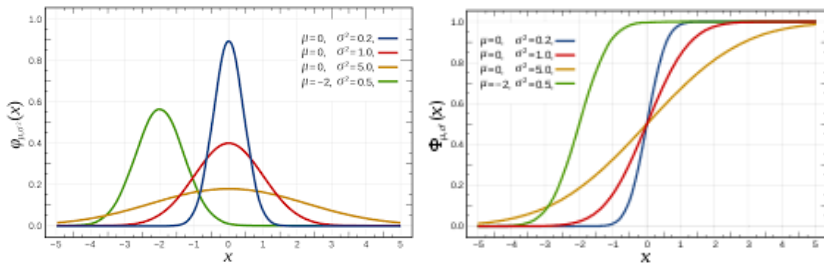 1.0
0.8
0.6
0.4
0.2
0.0
φμ,σ²(x)
μ=0, σ²=0.2,
μ=0, σ²=1.0,
μ=0, σ²=5.0,
μ=−2, σ²=0.5,
−5 −4 −3 −2 −1 0 1 2 3 4 5
x
1.0
0.8
0.6
0.4
0.2
0.0
Φμ,σ²(x)
μ=0, σ²=0.2,
μ=0, σ²=1.0,
μ=0, σ²=5.0,
μ=−2, σ²=0.5,
−5 −4 −3 −2 −1 0 1 2 3 4 5
x